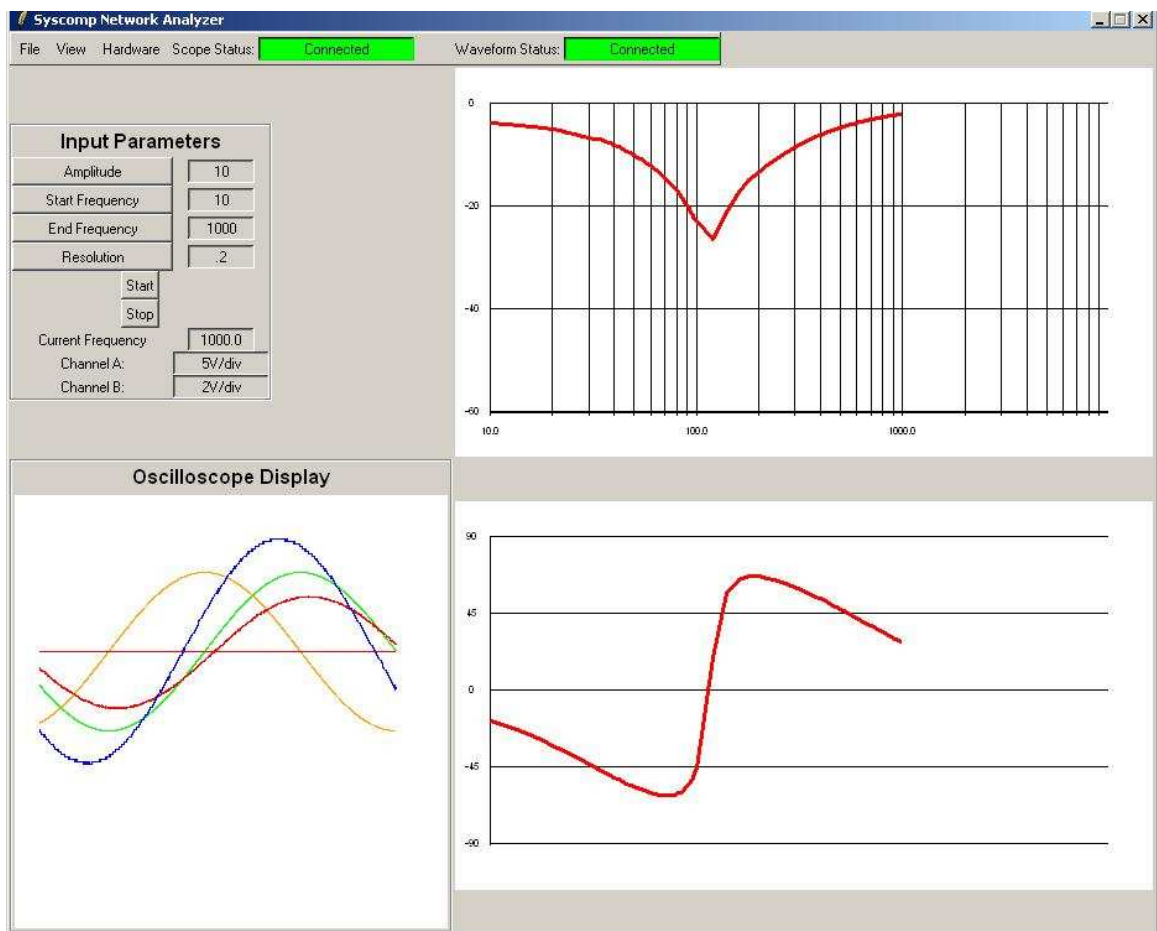 Syscomp Network Analyzer
File View Hardware Scope Status: Connected Waveform Status: Connected
Input Parameters
Amplitude 10
Start Frequency 10
End Frequency 1000
Resolution .2
Start
Stop
Current Frequency 1000.0
Channel A: 5V/div
Channel B: 2V/div
0
-20
-40
-60
10.0 100.0 1000.0
Oscilloscope Display
90
45
0
-45
-90